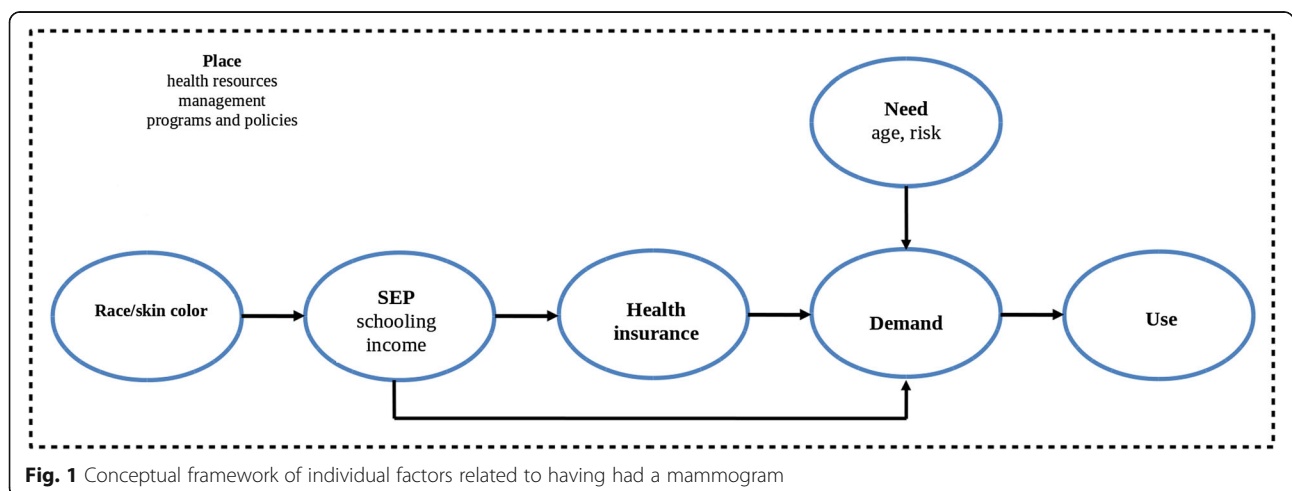 Place
health resources
management
programs and policies
Need
age, risk
Race/skin color
SEP
schooling
income
Health
insurance
Demand
Use
Fig. 1 Conceptual framework of individual factors related to having had a mammogram